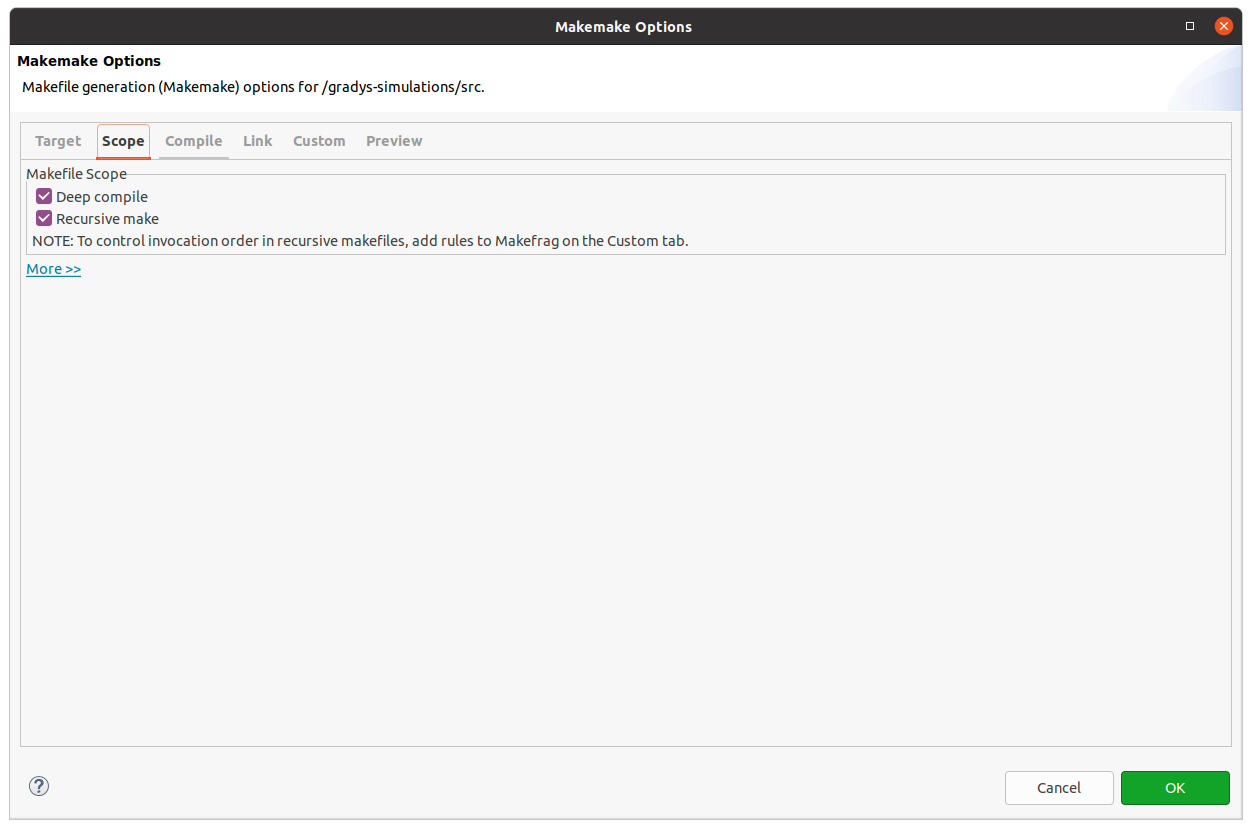 Makemake Options
Makemake Options
Makefile generation (Makemake) options for /gradys-simulations/src.
Target Scope Compile Link Custom Preview
Makefile Scope
Deep compile
Recursive make
NOTE: To control invocation order in recursive makefiles, add rules to Makefrag on the Custom tab.
More >>
?
Cancel OK